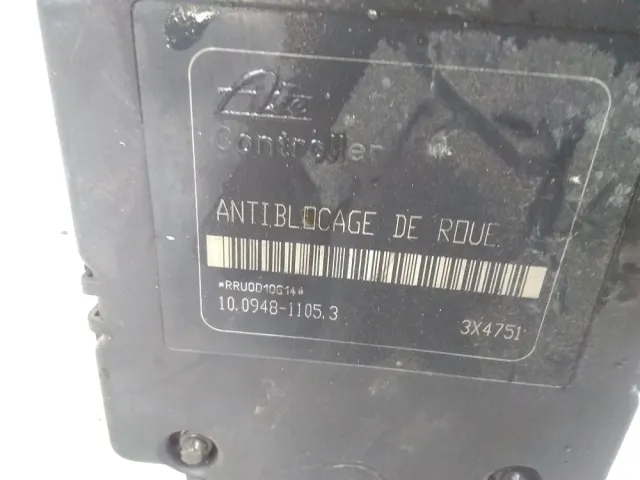 Ate
Controller
ANTIBLOCAGE DE ROUE
*RRU0D10G14*
10.0948-1105.3
3X4751